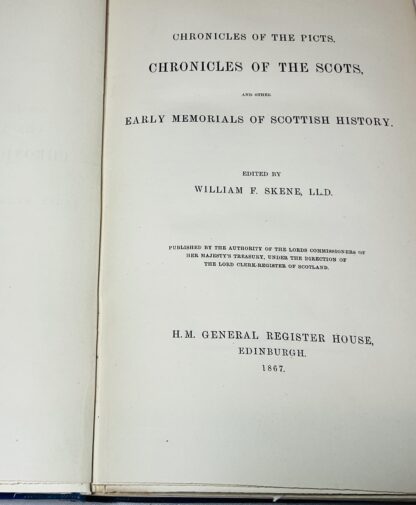 CHRONICLES OF THE PICTS,
CHRONICLES OF THE SCOTS,
AND OTHER
EARLY MEMORIALS OF SCOTTISH HISTORY.
EDITED BY
WILLIAM F. SKENE, LL.D.
PUBLISHED BY THE AUTHORITY OF THE LORDS COMMISSIONERS OF
HER MAJESTY'S TREASURY, UNDER THE DIRECTION OF
THE LORD CLERK-REGISTER OF SCOTLAND.
H.M. GENERAL REGISTER HOUSE,
EDINBURGH.
1867.